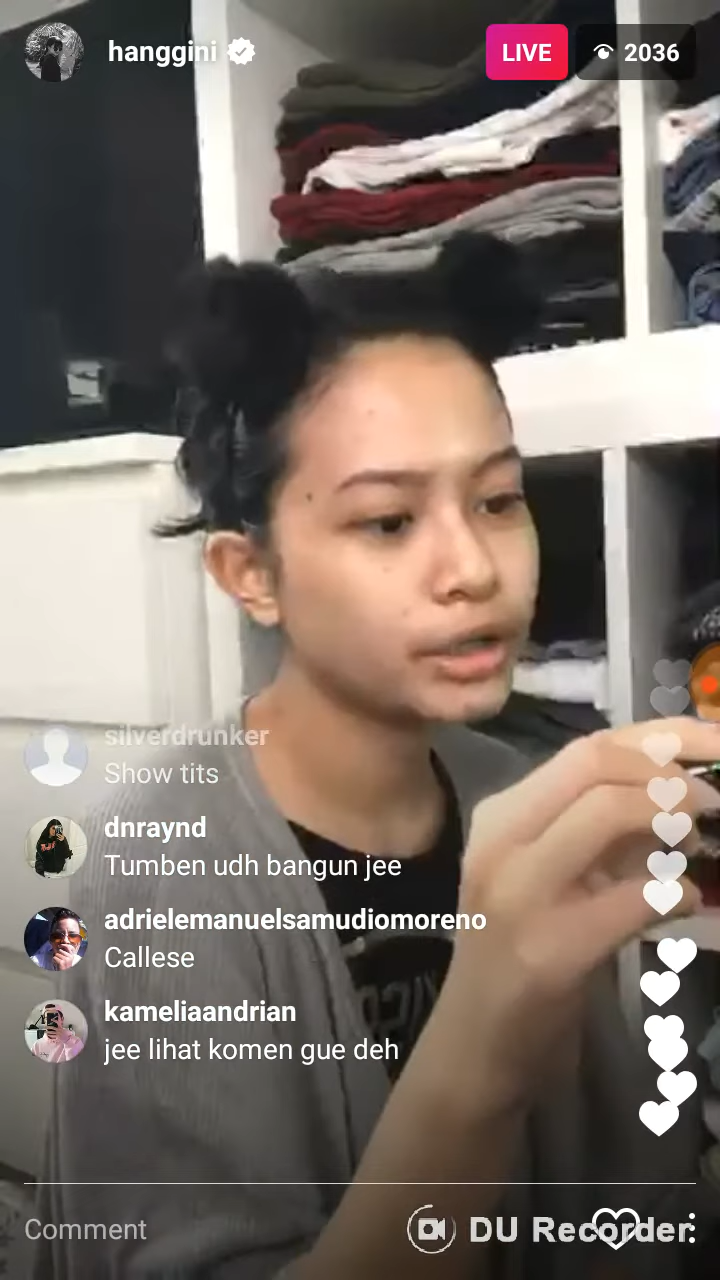 hanggini
LIVE
2036
silverdrunker
Show tits
dnraynd
Tumben udh bangun jee
adrielemanuelsamudiomoreno
Callese
kameliaandrian
jee lihat komen gue deh
Comment
DU Recorder